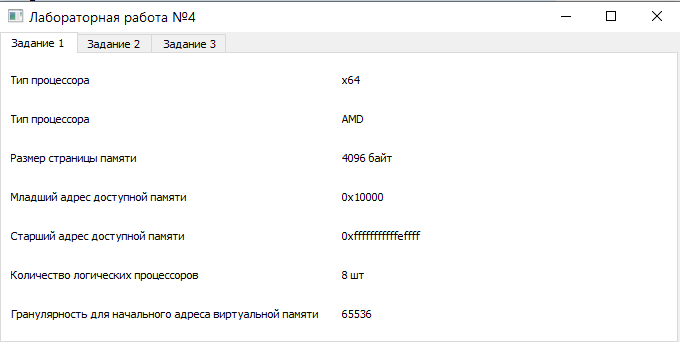 Лабораторная работа №4
Задание 1 Задание 2 Задание 3
Тип процессора x64
Тип процессора AMD
Размер страницы памяти 4096 байт
Младший адрес доступной памяти 0x10000
Старший адрес доступной памяти 0xfffffffffffeffff
Количество логических процессоров 8 шт
Гранулярность для начального адреса виртуальной памяти 65536